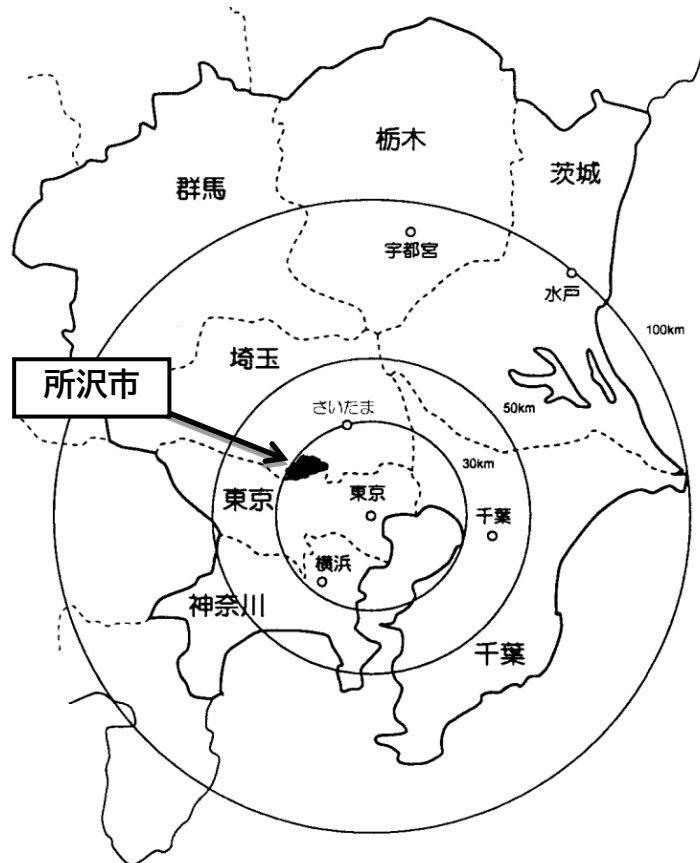 栃木
群馬
茨城
宇都宮
水戸
100km
埼玉
所沢市
50km
さいたま
30km
東京
東京
千葉
横浜
神奈川
千葉